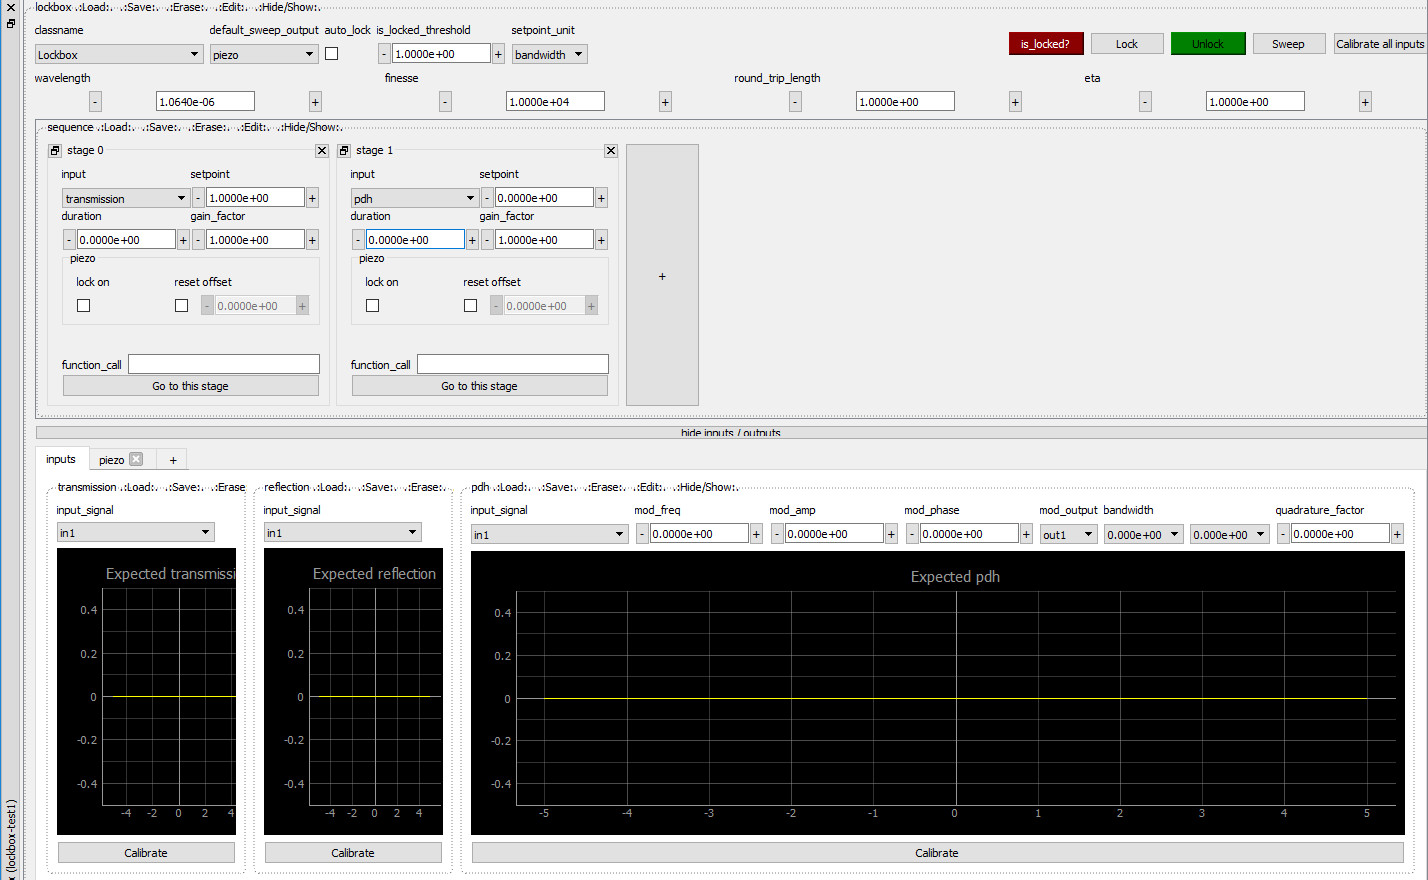 lockbox .:Load:. .:Save:. .:Erase:. .:Edit:. .:Hide/Show:.
classname default_sweep_output auto_lock is_locked_threshold setpoint_unit
Lockbox piezo - 1.0000e+00 + bandwidth is_locked? Lock Unlock Sweep Calibrate all inputs
wavelength finesse round_trip_length eta
- 1.0640e-06 + - 1.0000e+04 + - 1.0000e+00 + - 1.0000e+00 +
sequence .:Load:. .:Save:. .:Erase:. .:Edit:. .:Hide/Show:.
stage 0 stage 1
input setpoint input setpoint
transmission - 1.0000e+00 + pdh - 0.0000e+00 +
duration gain_factor duration gain_factor
- 0.0000e+00 + - 1.0000e+00 + - 0.0000e+00 + - 1.0000e+00 +
piezo piezo
+
lock on reset offset lock on reset offset
- 0.0000e+00 + - 0.0000e+00 +
function_call function_call
Go to this stage Go to this stage
hide inputs / outputs
inputs piezo +
transmission .:Load:. .:Save:. .:Erase reflection .:Load:. .:Save:. .:Erase:. pdh .:Load:. .:Save:. .:Erase:. .:Edit:. .:Hide/Show:.
input_signal input_signal input_signal mod_freq mod_amp mod_phase mod_output bandwidth quadrature_factor
in1 in1 in1 - 0.0000e+00 + - 0.0000e+00 + - 0.0000e+00 + out1 0.000e+00 0.000e+00 - 0.0000e+00 +
Expected transmissi Expected reflection Expected pdh
0.4 0.4 0.4
0.2 0.2 0.2
0 0 0
-0.2 -0.2 -0.2
-0.4 -0.4 -0.4
-4 -2 0 2 4 -4 -2 0 2 4 -5 -4 -3 -2 -1 0 1 2 3 4 5
Calibrate Calibrate Calibrate
x (lockbox-test1)